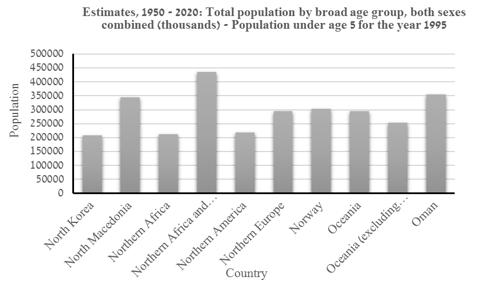 Estimates, 1950 - 2020: Total population by broad age group, both sexes
combined (thousands) - Population under age 5 for the year 1995
500000
450000
400000
350000
300000
250000
200000
150000
100000
50000
0
Population
North Korea
North Macedonia
Northern Africa
Northern Africa and...
Northern America
Northern Europe
Norway
Oceania
Oceania (excluding...
Oman
Country